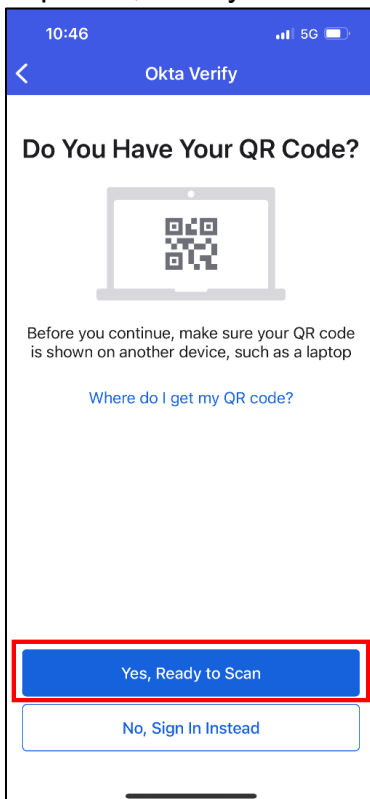 10:46
5G
Okta Verify
Do You Have Your QR Code?
Before you continue, make sure your QR code
is shown on another device, such as a laptop
Where do I get my QR code?
Yes, Ready to Scan
No, Sign In Instead